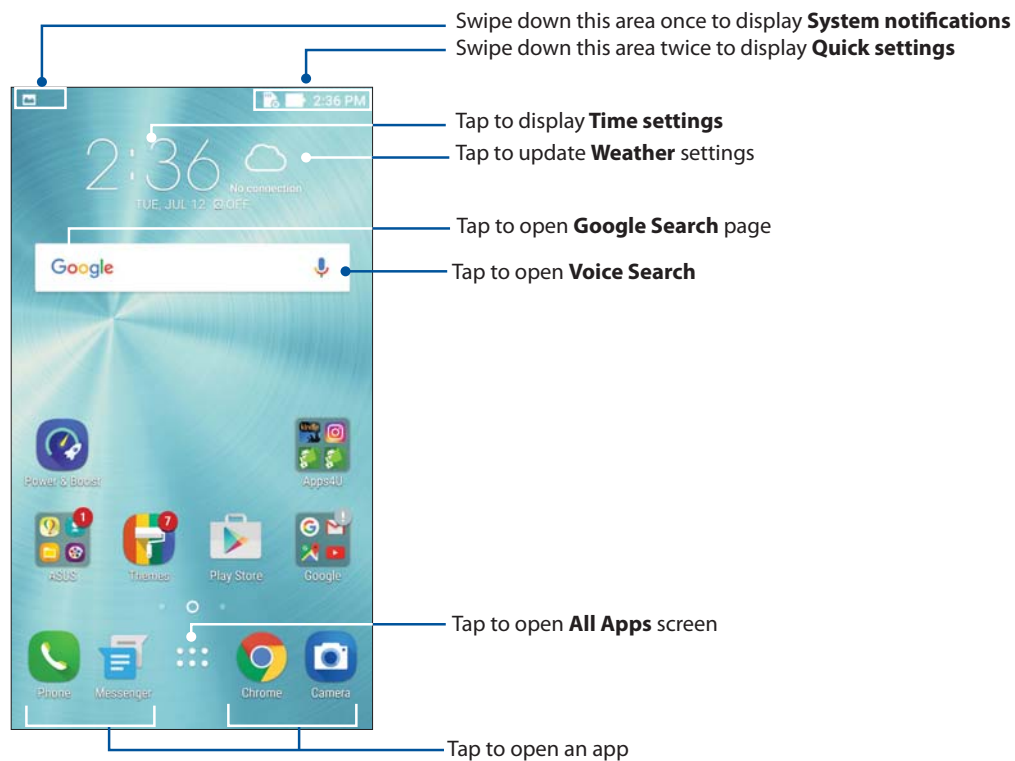 Swipe down this area once to display System notifications
Swipe down this area twice to display Quick settings
2:36 PM
Tap to display Time settings
2:36
Tap to update Weather settings
No connection
TUE, JUL 12 OFF
Tap to open Google Search page
Google
Tap to open Voice Search
kindle
Power & Boost
Apps4U
1
7
!
ASUS
Themes
Play Store
Google
Tap to open All Apps screen
Phone
Messenger
Chrome
Camera
Tap to open an app